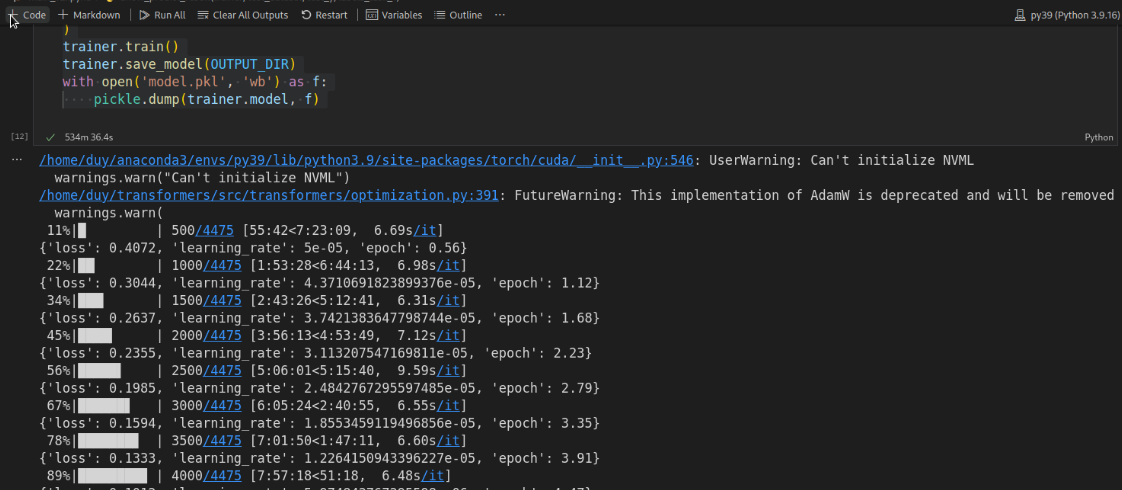 + Code + Markdown Run All Clear All Outputs Restart Variables Outline ··· py39 (Python 3.9.16)
)
trainer.train()
trainer.save_model(OUTPUT_DIR)
with open('model.pkl', 'wb') as f:
····pickle.dump(trainer.model, f)
[12] ✓ 534m 36.4s Python
··· /home/duy/anaconda3/envs/py39/lib/python3.9/site-packages/torch/cuda/__init__.py:546: UserWarning: Can't initialize NVML
warnings.warn("Can't initialize NVML")
/home/duy/transformers/src/transformers/optimization.py:391: FutureWarning: This implementation of AdamW is deprecated and will be removed
warnings.warn(
11%|█ | 500/4475 [55:42<7:23:09, 6.69s/it]
{'loss': 0.4072, 'learning_rate': 5e-05, 'epoch': 0.56}
22%|██ | 1000/4475 [1:53:28<6:44:13, 6.98s/it]
{'loss': 0.3044, 'learning_rate': 4.3710691823899376e-05, 'epoch': 1.12}
34%|███ | 1500/4475 [2:43:26<5:12:41, 6.31s/it]
{'loss': 0.2637, 'learning_rate': 3.7421383647798744e-05, 'epoch': 1.68}
45%|████ | 2000/4475 [3:56:13<4:53:49, 7.12s/it]
{'loss': 0.2355, 'learning_rate': 3.113207547169811e-05, 'epoch': 2.23}
56%|█████ | 2500/4475 [5:06:01<5:15:40, 9.59s/it]
{'loss': 0.1985, 'learning_rate': 2.4842767295597485e-05, 'epoch': 2.79}
67%|██████ | 3000/4475 [6:05:24<2:40:55, 6.55s/it]
{'loss': 0.1594, 'learning_rate': 1.8553459119496856e-05, 'epoch': 3.35}
78%|███████ | 3500/4475 [7:01:50<1:47:11, 6.60s/it]
{'loss': 0.1333, 'learning_rate': 1.2264150943396227e-05, 'epoch': 3.91}
89%|████████ | 4000/4475 [7:57:18<51:18, 6.48s/it]